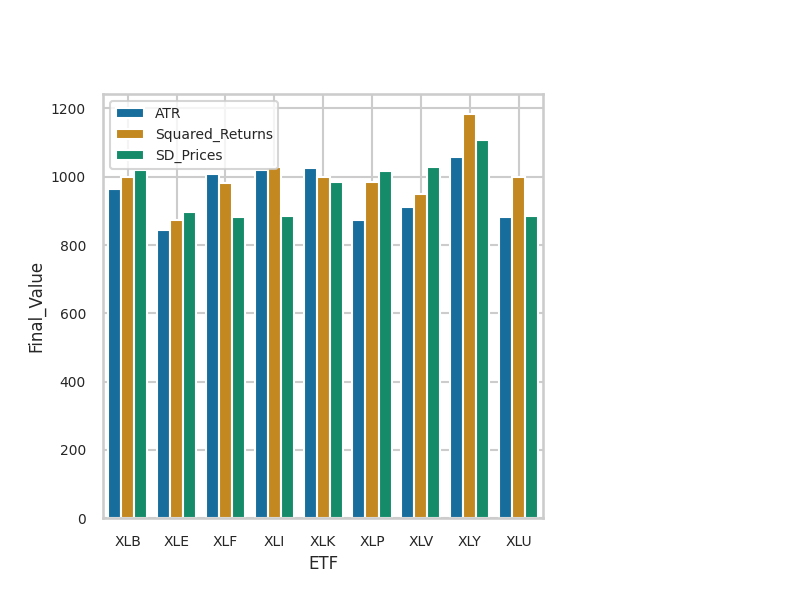 1200
1000
800
600
400
200
0
Final_Value
ATR
Squared_Returns
SD_Prices
XLB XLE XLF XLI XLK XLP XLV XLY XLU
ETF